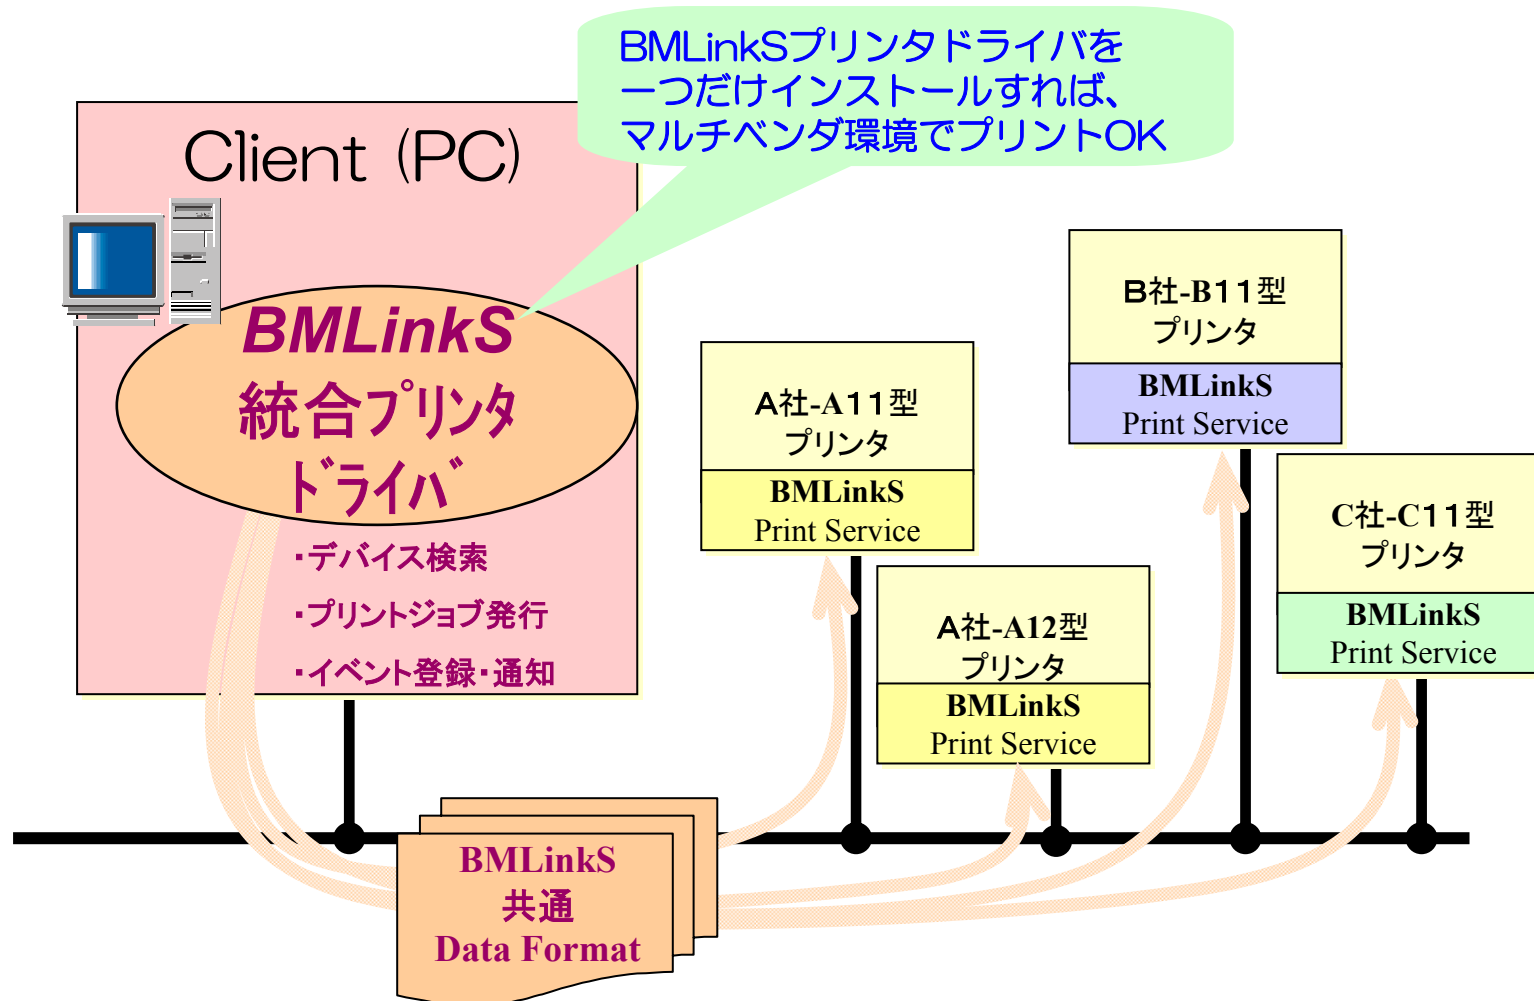 BMLinkSプリンタドライバを
一つだけインストールすれば、
マルチベンダ環境でプリントOK
Client (PC)
BMLinkS
統合プリンタ
ドライバ
・デバイス検索
・プリントジョブ発行
・イベント登録・通知
A社-A11型
プリンタ
BMLinkS
Print Service
A社-A12型
プリンタ
BMLinkS
Print Service
B社-B11型
プリンタ
BMLinkS
Print Service
C社-C11型
プリンタ
BMLinkS
Print Service
BMLinkS
共通
Data Format